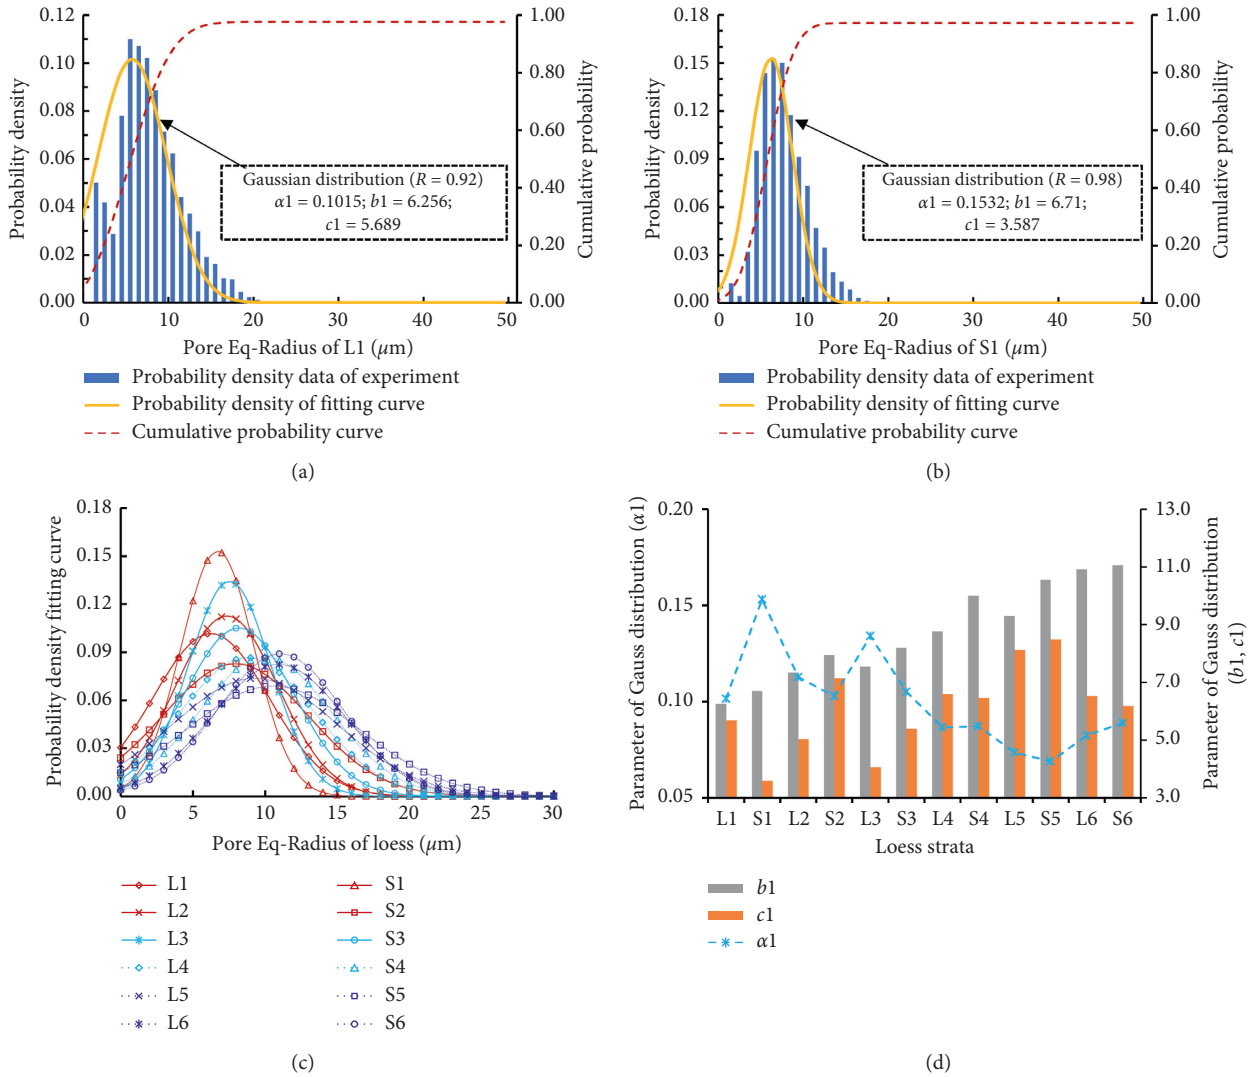 0.12
0.10
0.08
0.06
0.04
0.02
0.00
Probability density
1.00
0.80
0.60
0.40
0.20
0.00
Cumulative probability
Gaussian distribution (R = 0.92)
α1 = 0.1015; b1 = 6.256;
c1 = 5.689
0 10 20 30 40 50
Pore Eq-Radius of L1 (μm)
Probability density data of experiment
Probability density of fitting curve
Cumulative probability curve
(a)
0.18
0.15
0.12
0.09
0.06
0.03
0.00
Probability density
1.00
0.80
0.60
0.40
0.20
0.00
Cumulative probability
Gaussian distribution (R = 0.98)
α1 = 0.1532; b1 = 6.71;
c1 = 3.587
0 10 20 30 40 50
Pore Eq-Radius of S1 (μm)
Probability density data of experiment
Probability density of fitting curve
Cumulative probability curve
(b)
0.18
0.15
0.12
0.09
0.06
0.03
0.00
Probability density fitting curve
0 5 10 15 20 25 30
Pore Eq-Radius of loess (μm)
L1 S1
L2 S2
L3 S3
L4 S4
L5 S5
L6 S6
(c)
0.20
0.15
0.10
0.05
Parameter of Gauss distribution (α1)
13.0
11.0
9.0
7.0
5.0
3.0
Parameter of Gauss distribution
(b1, c1)
L1 S1 L2 S2 L3 S3 L4 S4 L5 S5 L6 S6
Loess strata
b1
c1
α1
(d)